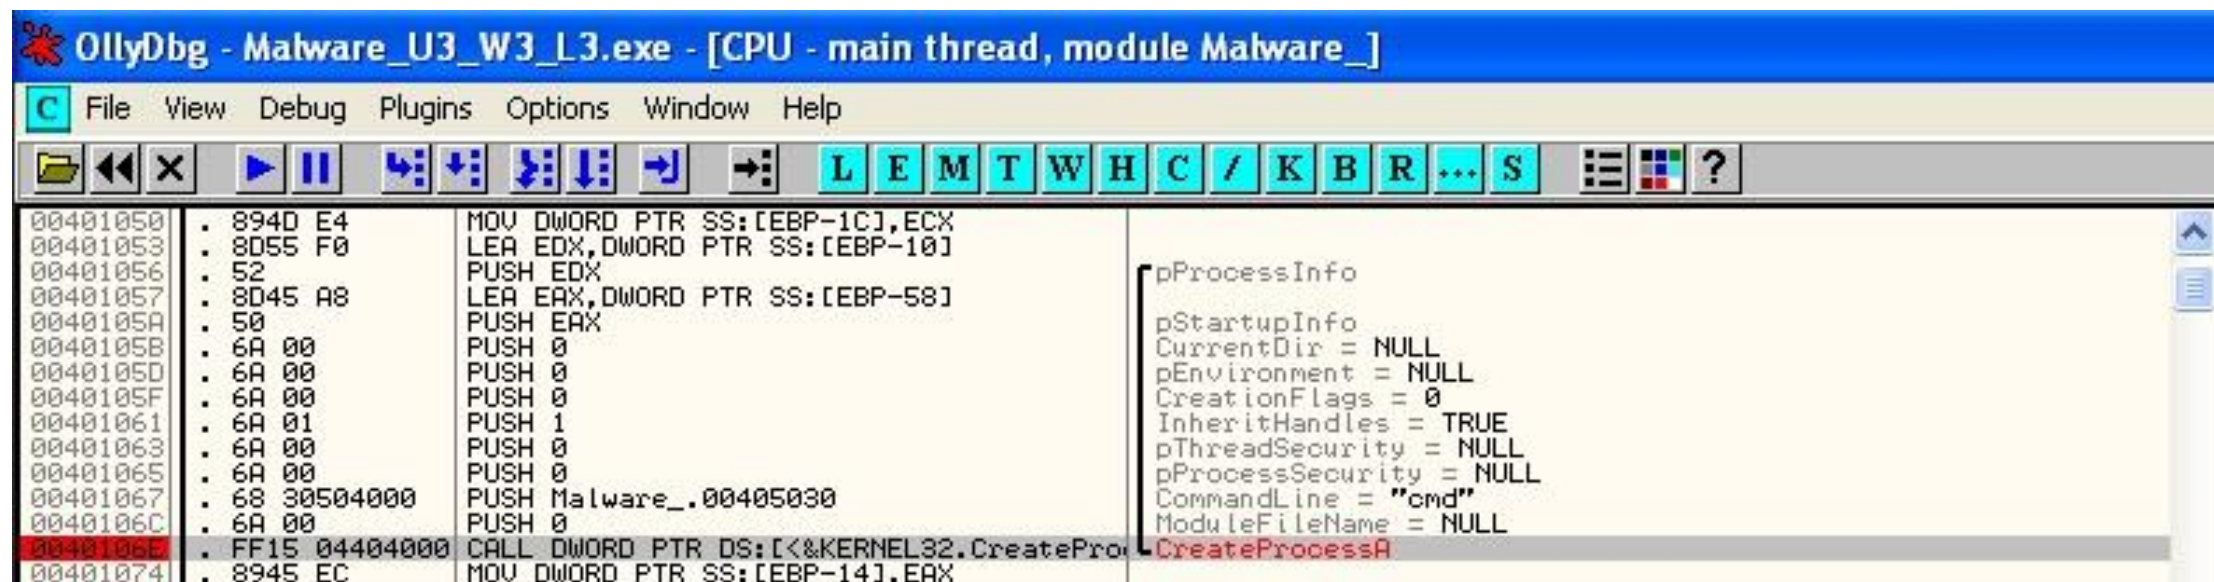 OllyDbg - Malware_U3_W3_L3.exe - [CPU - main thread, module Malware_]
C File View Debug Plugins Options Window Help
L E M T W H C / K B R ... S ?
00401050 . 894D E4 MOV DWORD PTR SS:[EBP-1C],ECX
00401053 . 8D55 F0 LEA EDX,DWORD PTR SS:[EBP-10]
00401056 . 52 PUSH EDX pProcessInfo
00401057 . 8D45 A8 LEA EAX,DWORD PTR SS:[EBP-58]
0040105A . 50 PUSH EAX pStartupInfo
0040105B . 6A 00 PUSH 0 CurrentDir = NULL
0040105D . 6A 00 PUSH 0 pEnvironment = NULL
0040105F . 6A 00 PUSH 0 CreationFlags = 0
00401061 . 6A 01 PUSH 1 InheritHandles = TRUE
00401063 . 6A 00 PUSH 0 pThreadSecurity = NULL
00401065 . 6A 00 PUSH 0 pProcessSecurity = NULL
00401067 . 68 30504000 PUSH Malware_.00405030 CommandLine = "cmd"
0040106C . 6A 00 PUSH 0 ModuleFileName = NULL
0040106E . FF15 04404000 CALL DWORD PTR DS:[<&KERNEL32.CreatePro CreateProcessA
00401074 . 8945 EC MOV DWORD PTR SS:[EBP-14],EAX